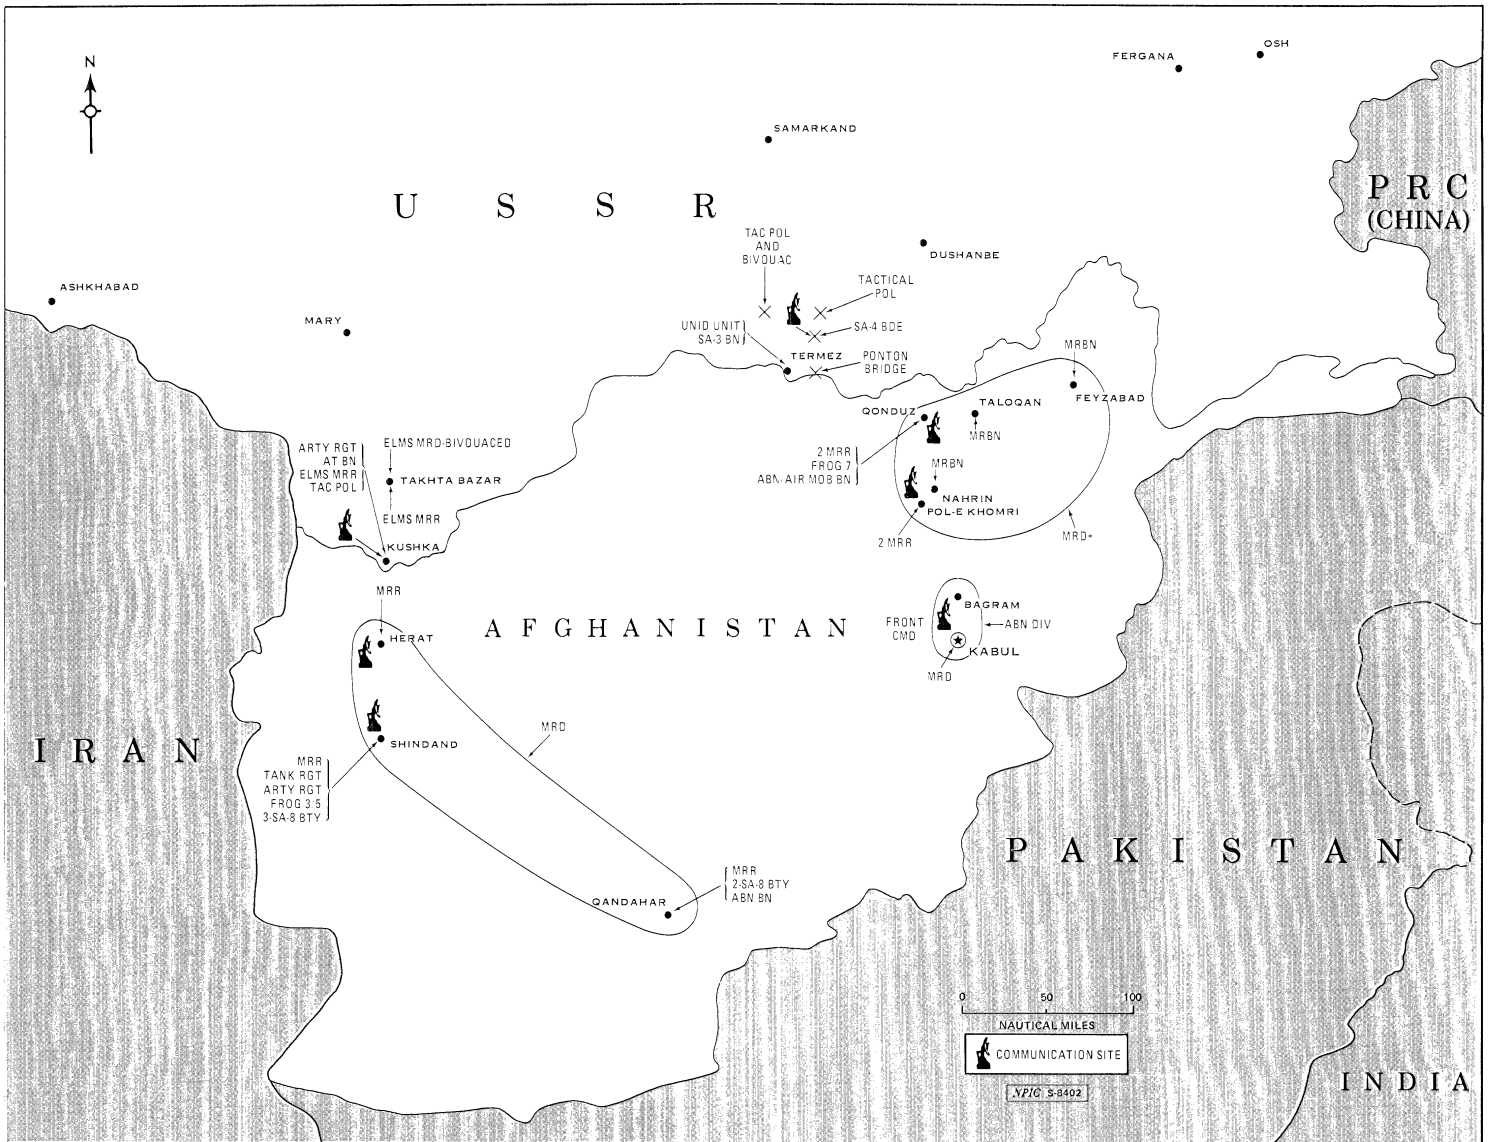 N
FERGANA
OSH
SAMARKAND
PRC
(CHINA)
USSR
TAC POL
AND
BIVOUAC
DUSHANBE
ASHKHABAD
TACTICAL
POL
MARY
UNID UNIT
SA-3 BN
SA-4 BDE
TERMEZ
PONTON
BRIDGE
MRBN
FEYZABAD
QONDUZ
TALOQAN
MRBN
ARTY RGT
AT BN
ELMS MRR
TAC POL
ELMS MRD-BIVOUACED
TAKHTA BAZAR
ELMS MRR
KUSHKA
2 MRR
FROG 7
ABN-AIR MOB BN
MRBN
NAHRIN
POL-E KHOMRI
2 MRR
MRD+
MRR
HERAT
AFGHANISTAN
FRONT
CMD
BAGRAM
ABN DIV
KABUL
MRD
IRAN
SHINDAND
MRD
MRR
TANK RGT
ARTY RGT
FROG 3/5
3-SA-8 BTY
PAKISTAN
QANDAHAR
MRR
2-SA-8 BTY
ABN BN
0 50 100
NAUTICAL MILES
COMMUNICATION SITE
NPIC S-8402
INDIA